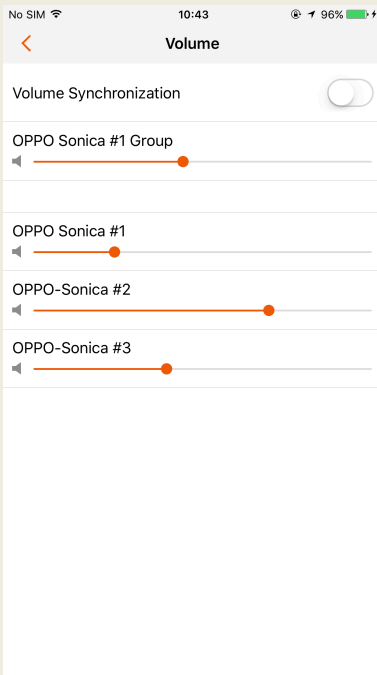 No SIM 10:43 96%
Volume
Volume Synchronization
OPPO Sonica #1 Group
OPPO Sonica #1
OPPO-Sonica #2
OPPO-Sonica #3